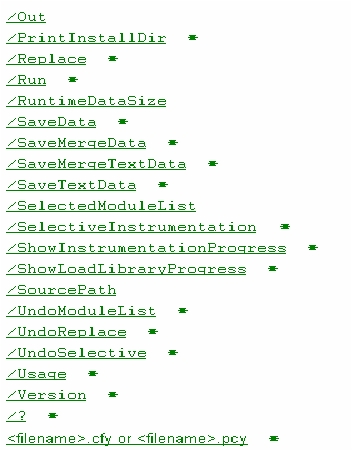 /Out
/PrintInstallDir *
/Replace *
/Run *
/RuntimeDataSize
/SaveData *
/SaveMergeData *
/SaveMergeTextData *
/SaveTextData *
/SelectedModuleList
/SelectiveInstrumentation *
/ShowInstrumentationProgress *
/ShowLoadLibraryProgress *
/SourcePath
/UndoModuleList *
/UndoReplace *
/UndoSelective *
/Usage *
/Version *
/? *
<filename>.cfy or <filename>.pcy *